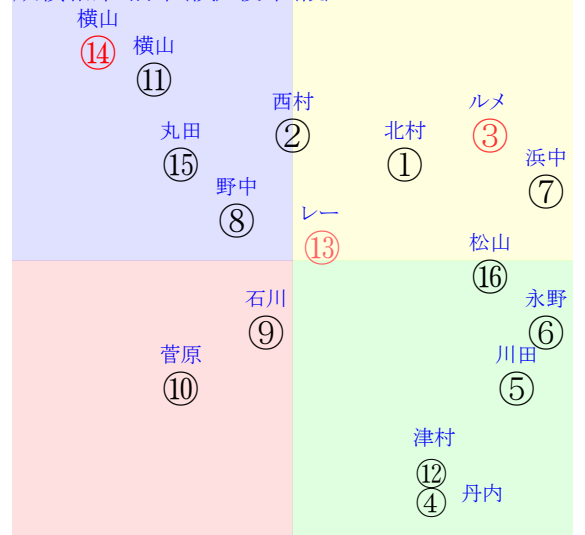 横山
⑭
横山
⑪
西村
②
ルメ
③
丸田
⑮
北村
①
浜中
⑦
野中
⑧
レー
⑬
松山
⑯
石川
⑨
永野
⑥
菅原
⑩
川田
⑤
津村
⑫
④ 丹内